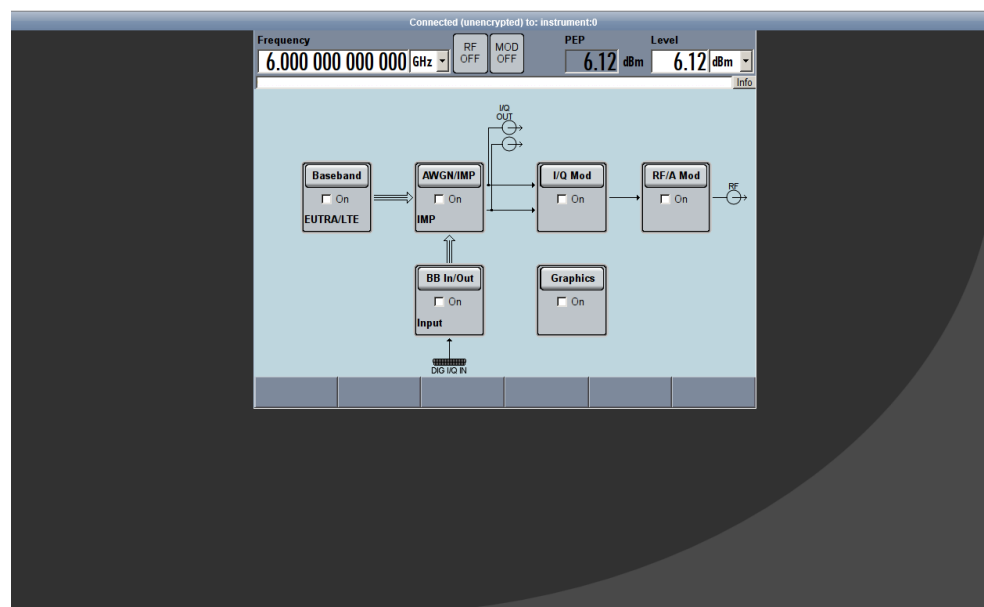 Connected (unencrypted) to: instrument:0
Frequency
PEP
Level
6.000 000 000 000 GHz
RF OFF
MOD OFF
6.12 dBm
6.12 dBm
Info
I/Q
OUT
Baseband
On
EUTRA/LTE
AWGN/IMP
On
IMP
I/Q Mod
On
RF/A Mod
On
RF
BB In/Out
On
Input
Graphics
On
DIG I/Q IN